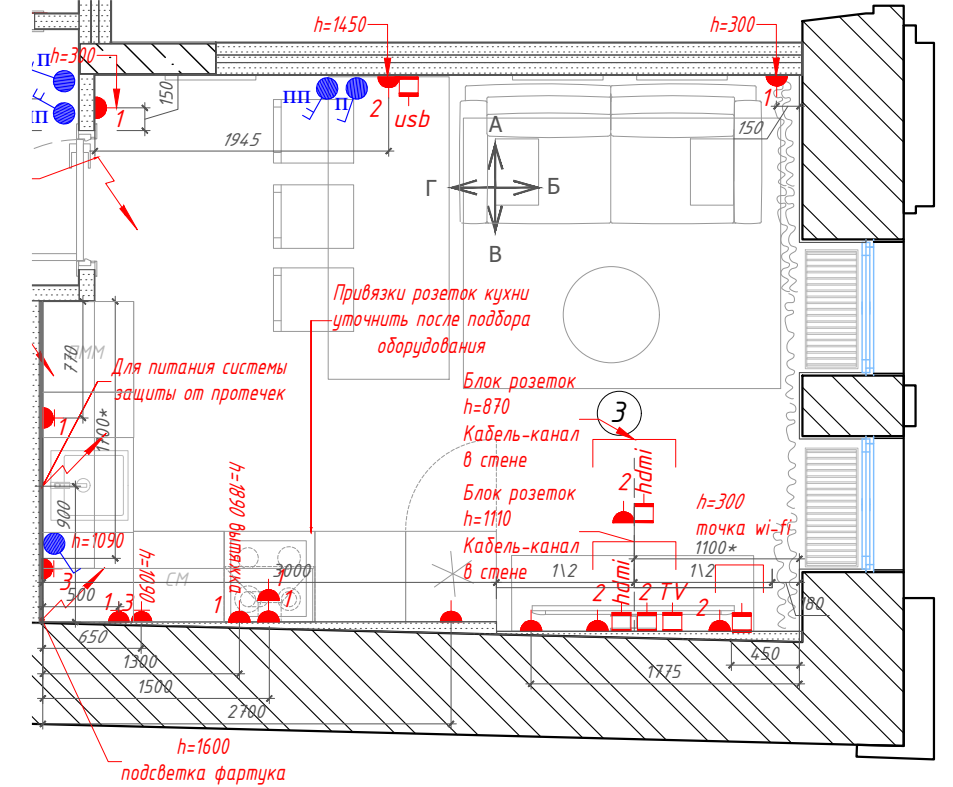 h=1450
h=300
h=300
П
ПП
1
150
ПП
П
2
usb
1
150
1945
А
Г
Б
В
Привязки розеток кухни
уточнить после подбора
оборудования
ПММ
770
Для питания системы
защиты от протечек
Блок розеток
h=870
Кабель-канал
в стене
3
1
1700*
2
hdmi
h=1890 вытяжка
Блок розеток
h=1110
Кабель-канал
в стене
h=300
точка wi-fi
900
h=1090
1100*
3
h=1090
СМ
3000
1\2
1\2
500
1
3
1
1
2
hdmi
2
TV
2
180
650
1300
450
1500
1775
2700
h=1600
подсветка фартука